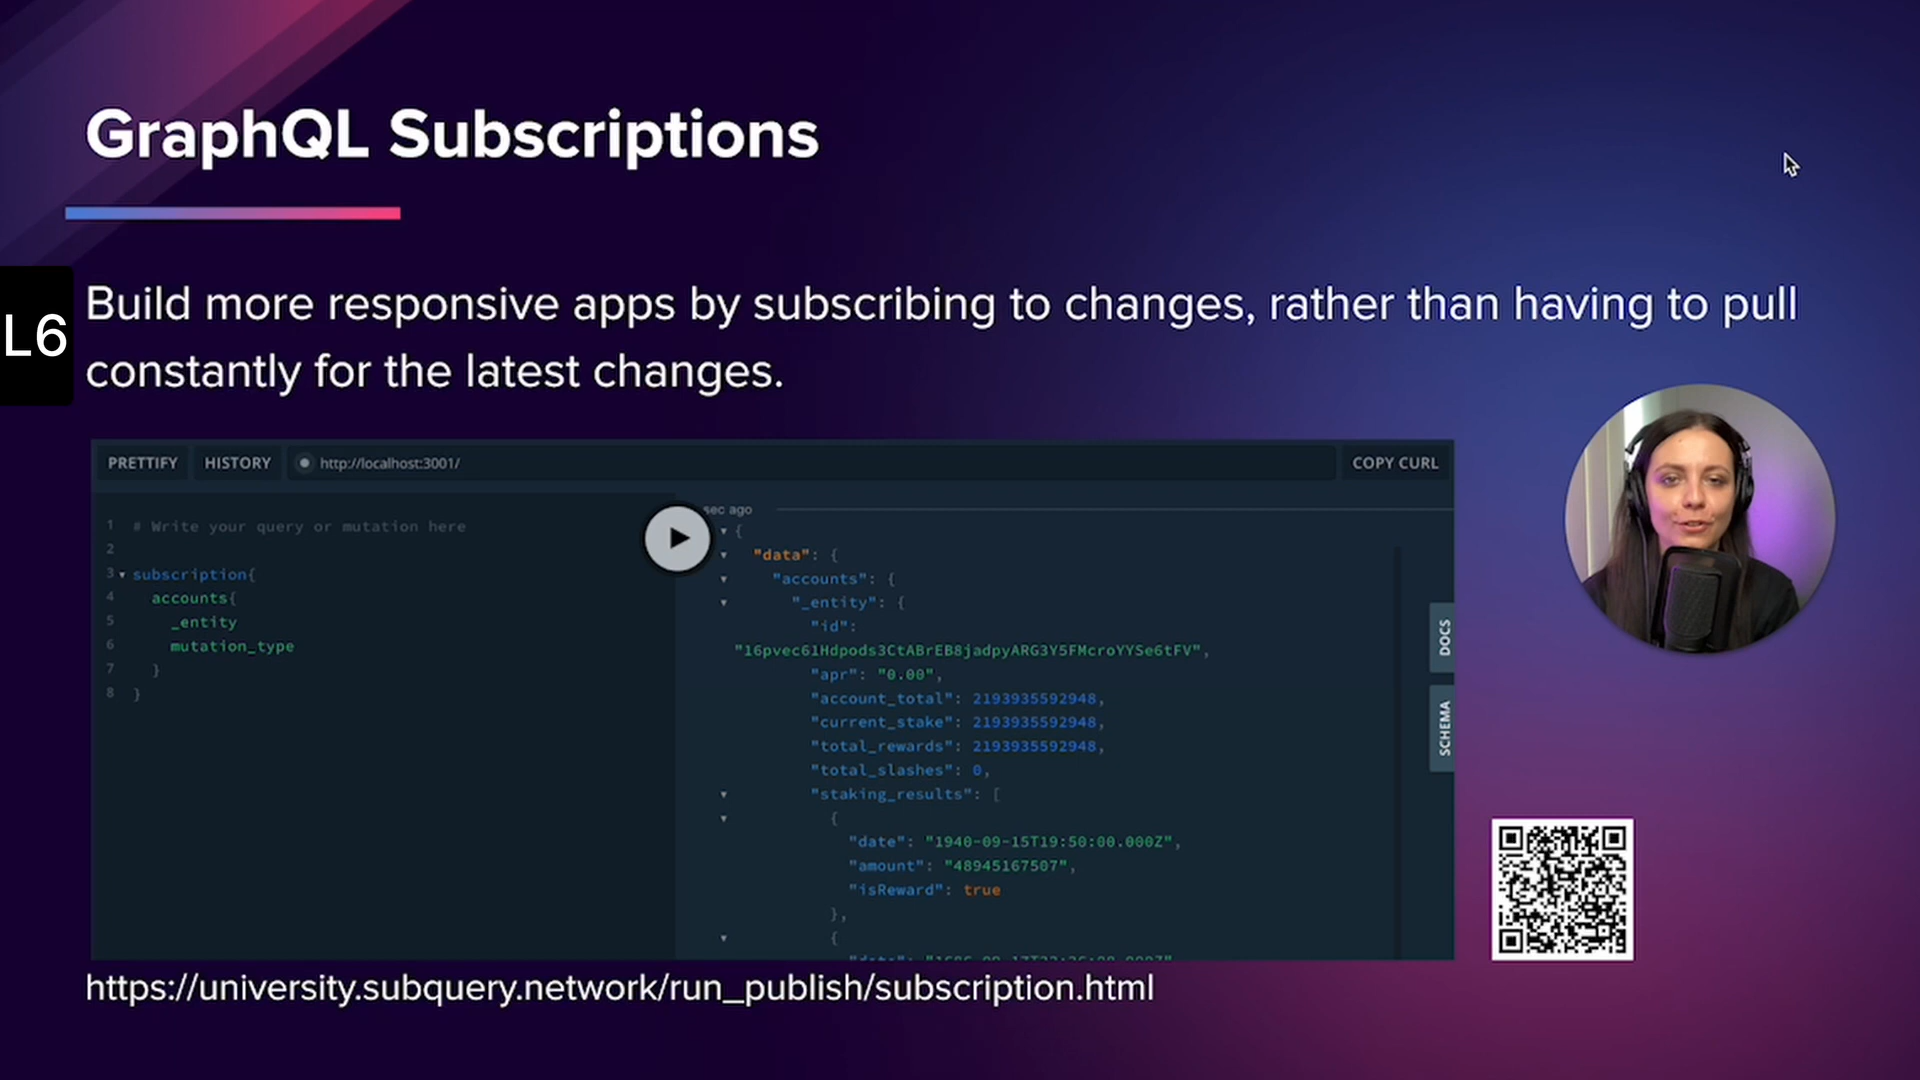 GraphQL Subscriptions
L6
Build more responsive apps by subscribing to changes, rather than having to pull
constantly for the latest changes.
PRETTIFY HISTORY http://localhost:3001/ COPY CURL
sec ago
1 # Write your query or mutation here
2
3 subscription{
4 accounts{
5 _entity
6 mutation_type
7 }
8 }
{
"data": {
"accounts": {
"_entity": {
"id":
"16pvec61Hdpods3CtABrEB8jadpyARG3Y5FMcroYYSe6tFV",
"apr": "0.00",
"account_total": 2193935592948,
"current_stake": 2193935592948,
"total_rewards": 2193935592948,
"total_slashes": 0,
"staking_results": [
{
"date": "1940-09-15T19:50:00.000Z",
"amount": "48945167507",
"isReward": true
},
{
DOCS
SCHEMA
https://university.subquery.network/run_publish/subscription.html